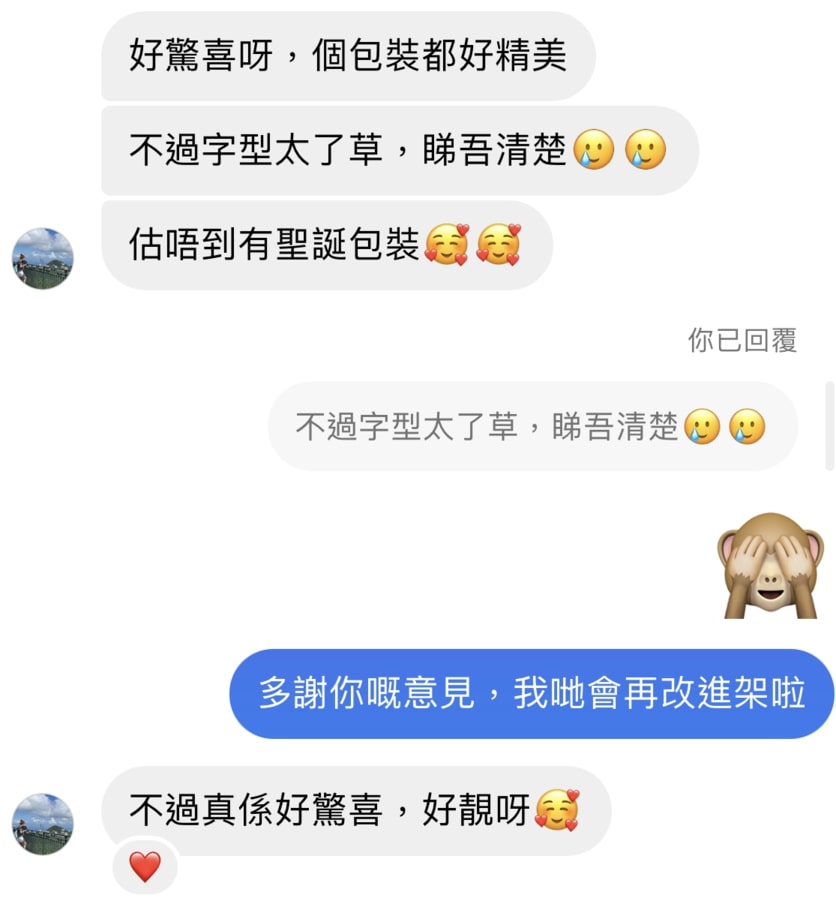 好驚喜呀，個包裝都好精美
不過字型太了草，睇吾清楚🥲🥲
估唔到有聖誕包裝🥰🥰
你已回覆
不過字型太了草，睇吾清楚🥲🥲
🙈
多謝你嘅意見，我哋會再改進架啦
不過真係好驚喜，好靚呀🥰
❤️